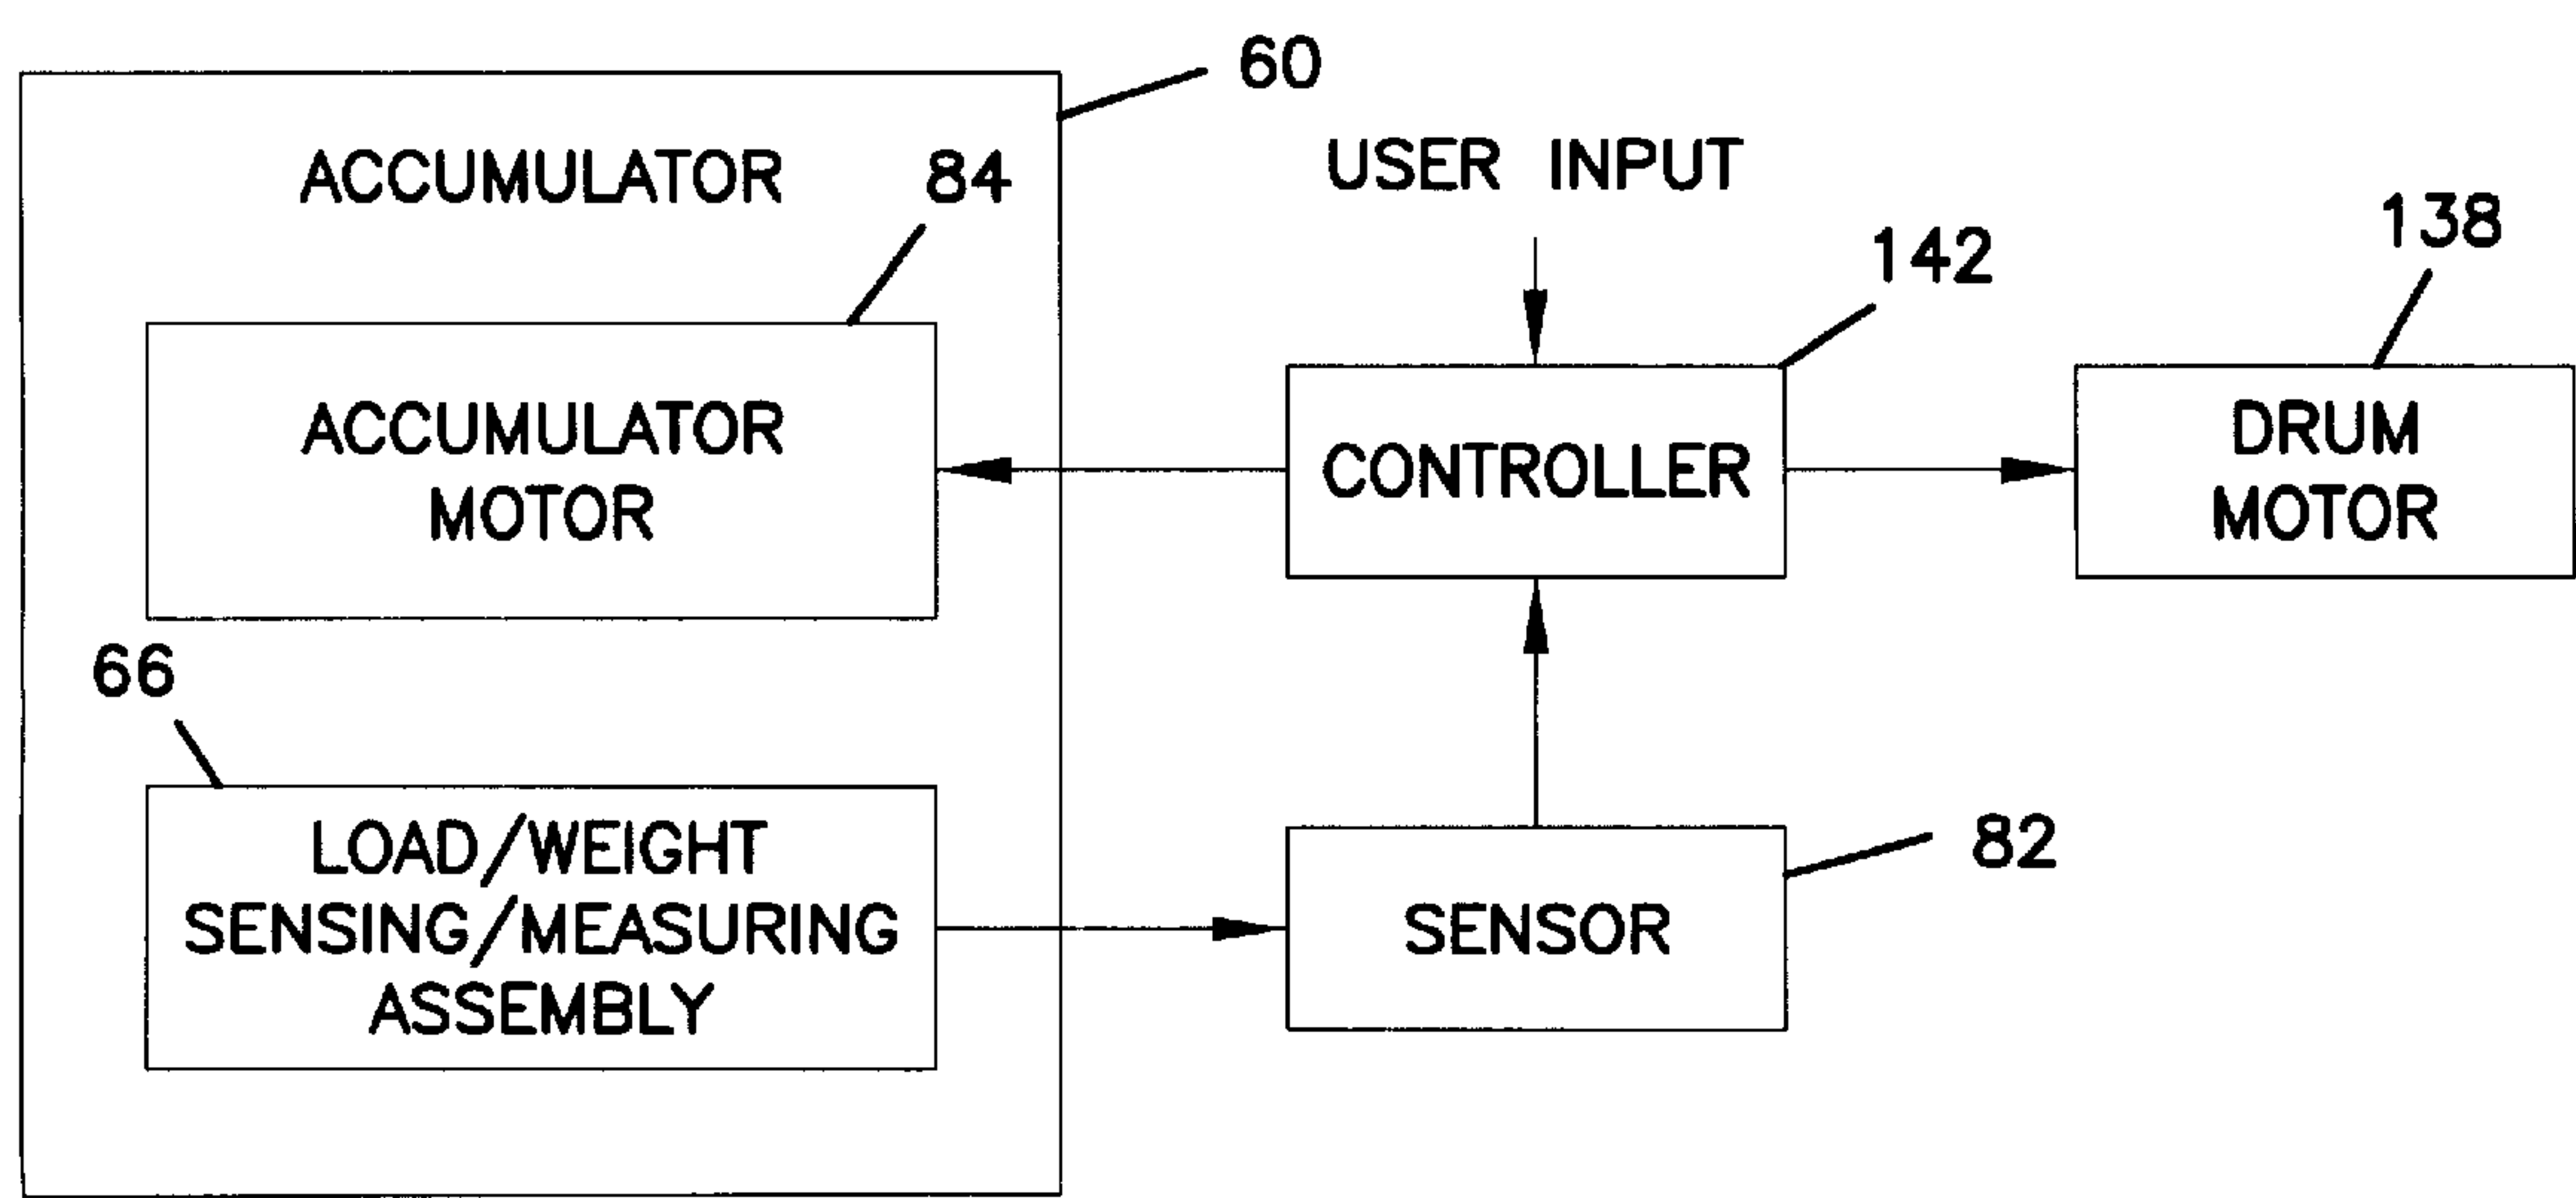 60
ACCUMULATOR
84
USER INPUT
142
138
ACCUMULATOR
MOTOR
CONTROLLER
DRUM
MOTOR
66
LOAD/WEIGHT
SENSING/MEASURING
ASSEMBLY
SENSOR
82